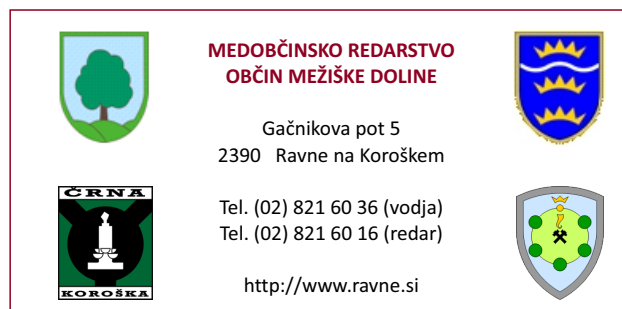 MEDOBČINSKO REDARSTVO
OBČIN MEŽIŠKE DOLINE
Gačnikova pot 5
2390 Ravne na Koroškem
ČRNA
KOROŠKA
Tel. (02) 821 60 36 (vodja)
Tel. (02) 821 60 16 (redar)
http://www.ravne.si